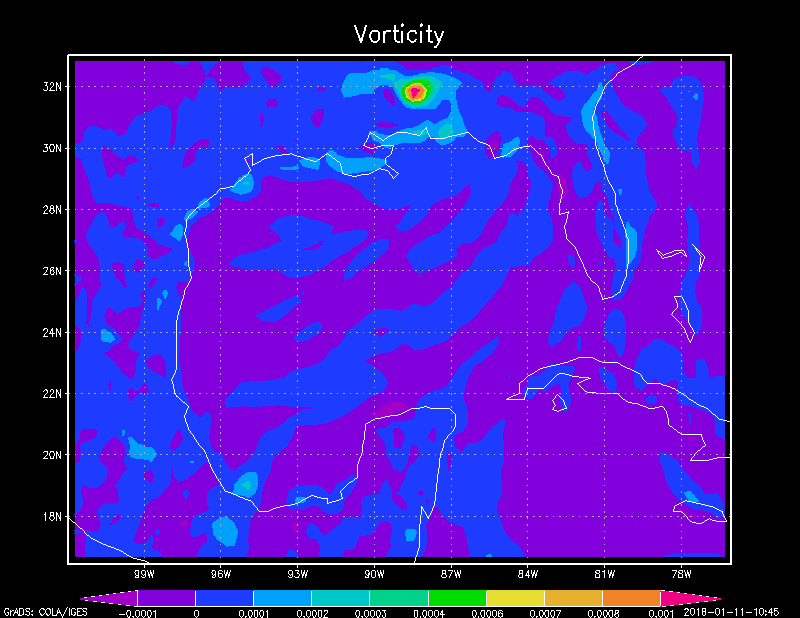 Vorticity
32N
30N
28N
26N
24N
22N
20N
18N
99W 96W 93W 90W 87W 84W 81W 78W
-0.0001 0 0.0001 0.0002 0.0003 0.0004 0.0006 0.0007 0.0008 0.001
GrADS: COLA/IGES 2018-01-11-10:45